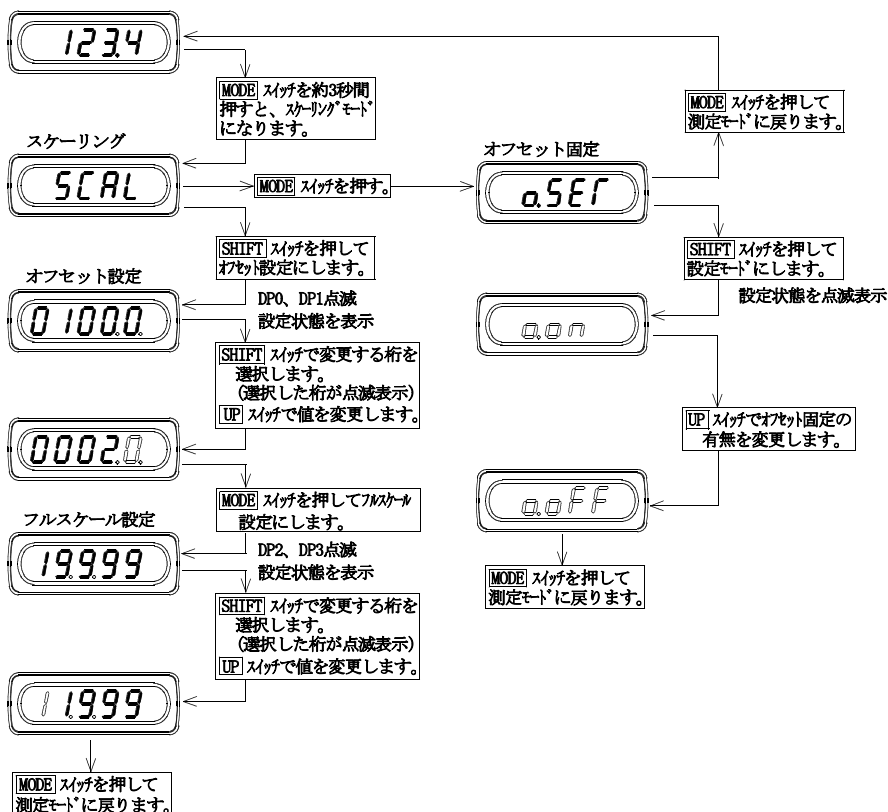 123.4
MODE スイッチを約3秒間
押すと、スケーリングモード
になります。
スケーリング
SCAL
MODE スイッチを押す。
SHIFT スイッチを押して
オフセット設定にします。
オフセット設定
0100.0.
DP0、DP1点滅
設定状態を表示
SHIFT スイッチで変更する桁を
選択します。
(選択した桁が点滅表示)
UP スイッチで値を変更します。
0002.0.
MODE スイッチを押してフルスケール
設定にします。
フルスケール設定
19.9.99
DP2、DP3点滅
設定状態を表示
SHIFT スイッチで変更する桁を
選択します。
(選択した桁が点滅表示)
UP スイッチで値を変更します。
11.9.99
MODE スイッチを押して
測定モードに戻ります。
MODE スイッチを押して
測定モードに戻ります。
オフセット固定
o.SET
SHIFT スイッチを押して
設定モードにします。
設定状態を点滅表示
o.on
UP スイッチでオフセット固定の
有無を変更します。
o.oFF
MODE スイッチを押して
測定モードに戻ります。